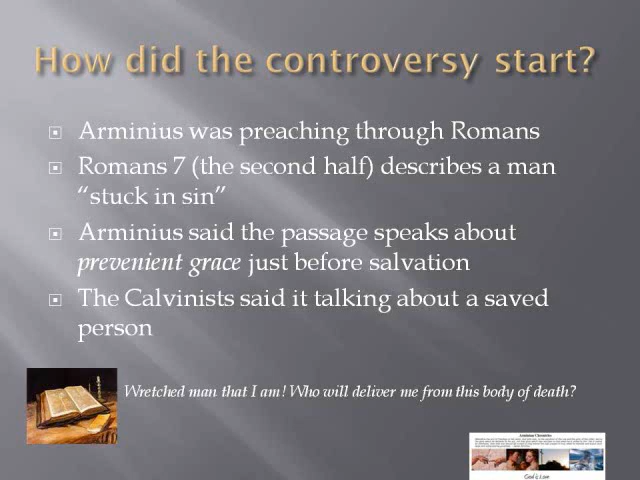 How did the controversy start?
Arminius was preaching through Romans
Romans 7 (the second half) describes a man
“stuck in sin”
Arminius said the passage speaks about
prevenient grace just before salvation
The Calvinists said it talking about a saved
person
Wretched man that I am! Who will deliver me from this body of death?
Arminian Chronicles
God is Love